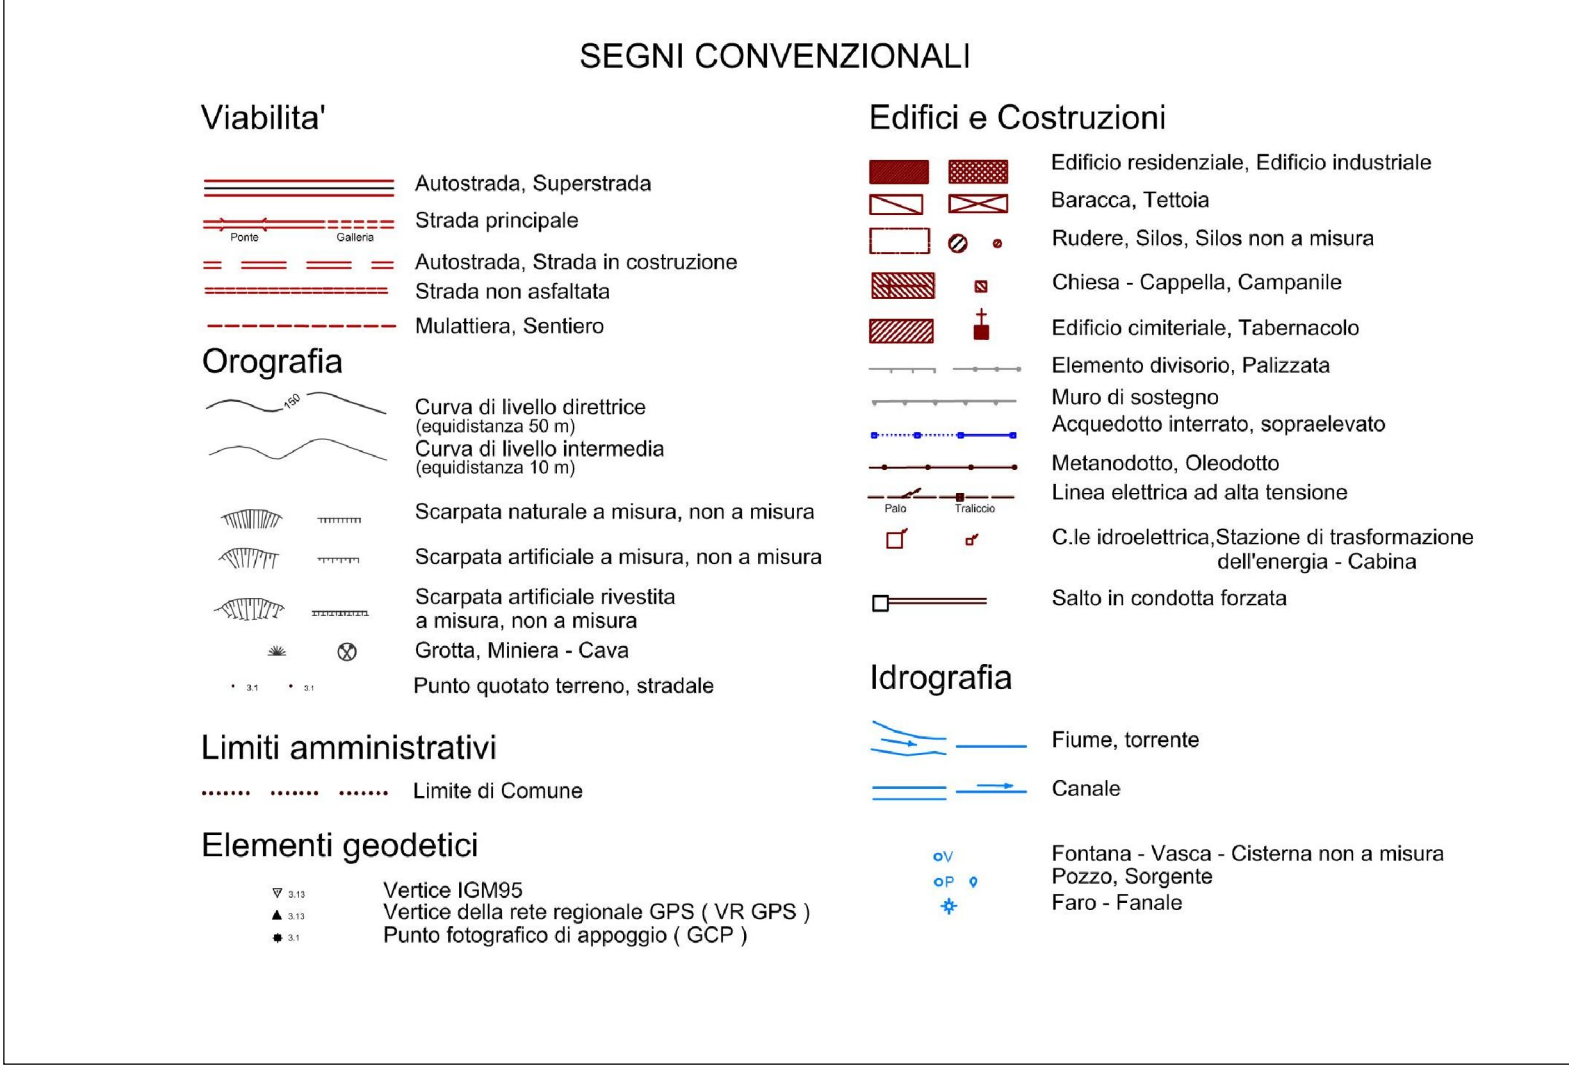 SEGNI CONVENZIONALI
Viabilita'
Autostrada, Superstrada
Strada principale
Ponte
Galleria
Autostrada, Strada in costruzione
Strada non asfaltata
Mulattiera, Sentiero
Orografia
150
Curva di livello direttrice
(equidistanza 50 m)
Curva di livello intermedia
(equidistanza 10 m)
Scarpata naturale a misura, non a misura
Scarpata artificiale a misura, non a misura
Scarpata artificiale rivestita
a misura, non a misura
Grotta, Miniera - Cava
3.1 3.1 Punto quotato terreno, stradale
Limiti amministrativi
Limite di Comune
Elementi geodetici
3.13 Vertice IGM95
3.13 Vertice della rete regionale GPS ( VR GPS )
3.1 Punto fotografico di appoggio ( GCP )
Edifici e Costruzioni
Edificio residenziale, Edificio industriale
Baracca, Tettoia
Rudere, Silos, Silos non a misura
Chiesa - Cappella, Campanile
Edificio cimiteriale, Tabernacolo
Elemento divisorio, Palizzata
Muro di sostegno
Acquedotto interrato, sopraelevato
Metanodotto, Oleodotto
Linea elettrica ad alta tensione
Palo
Traliccio
C.le idroelettrica,Stazione di trasformazione
dell'energia - Cabina
Salto in condotta forzata
Idrografia
Fiume, torrente
Canale
V Fontana - Vasca - Cisterna non a misura
P Pozzo, Sorgente
Faro - Fanale